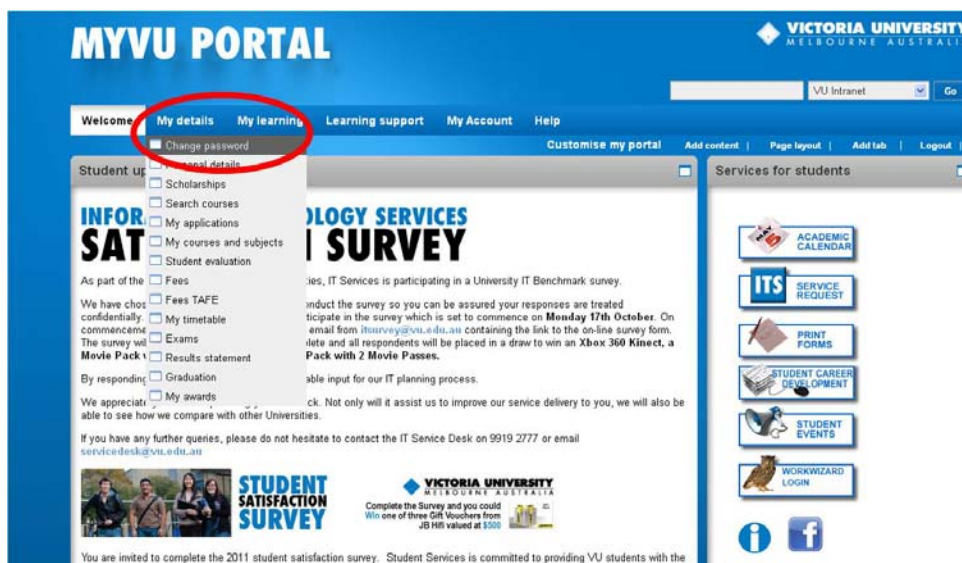 MYVU PORTAL
VICTORIA UNIVERSITY
MELBOURNE AUSTRALI
VU Intranet
Go
Welcome My details My learning Learning support My Account Help
Customise my portal Add content | Page layout | Add tab | Logout |
Change password
Personal details
Scholarships
Search courses
My applications
My courses and subjects
Student evaluation
Fees
Fees TAFE
My timetable
Exams
Results statement
Graduation
My awards
Student up
INFOR OLOGY SERVICES
SAT SURVEY
As part of the ties, IT Services is participating in a University IT Benchmark survey.
We have chos onduct the survey so you can be assured your responses are treated
confidentially. ticipate in the survey which is set to commence on Monday 17th October. On
commenceme email from itsurvey@vu.edu.au containing the link to the on-line survey form.
The survey wil plete and all respondents will be placed in a draw to win an Xbox 360 Kinect, a
Movie Pack Pack with 2 Movie Passes.
By responding able input for our IT planning process.
We appreciate ck. Not only will it assist us to improve our service delivery to you, we will also be
able to see how we compare with other Universities.
If you have any further queries, please do not hesitate to contact the IT Service Desk on 9919 2777 or email
servicedesk@vu.edu.au
STUDENT
SATISFACTION
SURVEY
VICTORIA UNIVERSITY
MELBOURNE AUSTRALIA
Complete the Survey and you could
Win one of three Gift Vouchers from
JB Hifi valued at $500
You are invited to complete the 2011 student satisfaction survey. Student Services is committed to providing VU students with the
Services for students
MAY
5
ACADEMIC
CALENDAR
ITS
SERVICE
REQUEST
PRINT
FORMS
STUDENT CAREER
DEVELOPMENT
STUDENT
EVENTS
WORKWIZARD
LOGIN
i
f